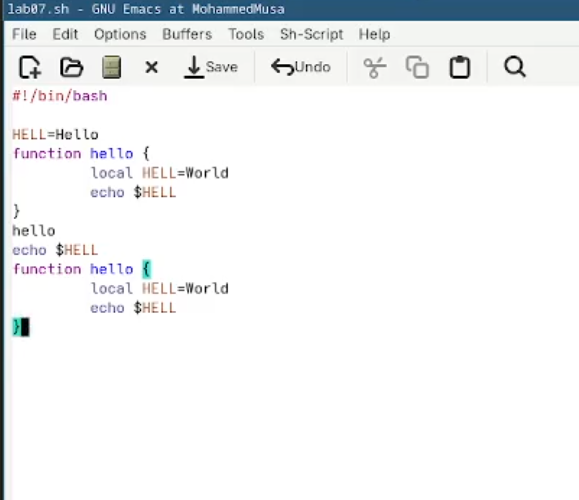 lab07.sh - GNU Emacs at MohammedMusa
File Edit Options Buffers Tools Sh-Script Help
Save Undo
#!/bin/bash
HELL=Hello
function hello {
        local HELL=World
        echo $HELL
}
hello
echo $HELL
function hello {
        local HELL=World
        echo $HELL
}